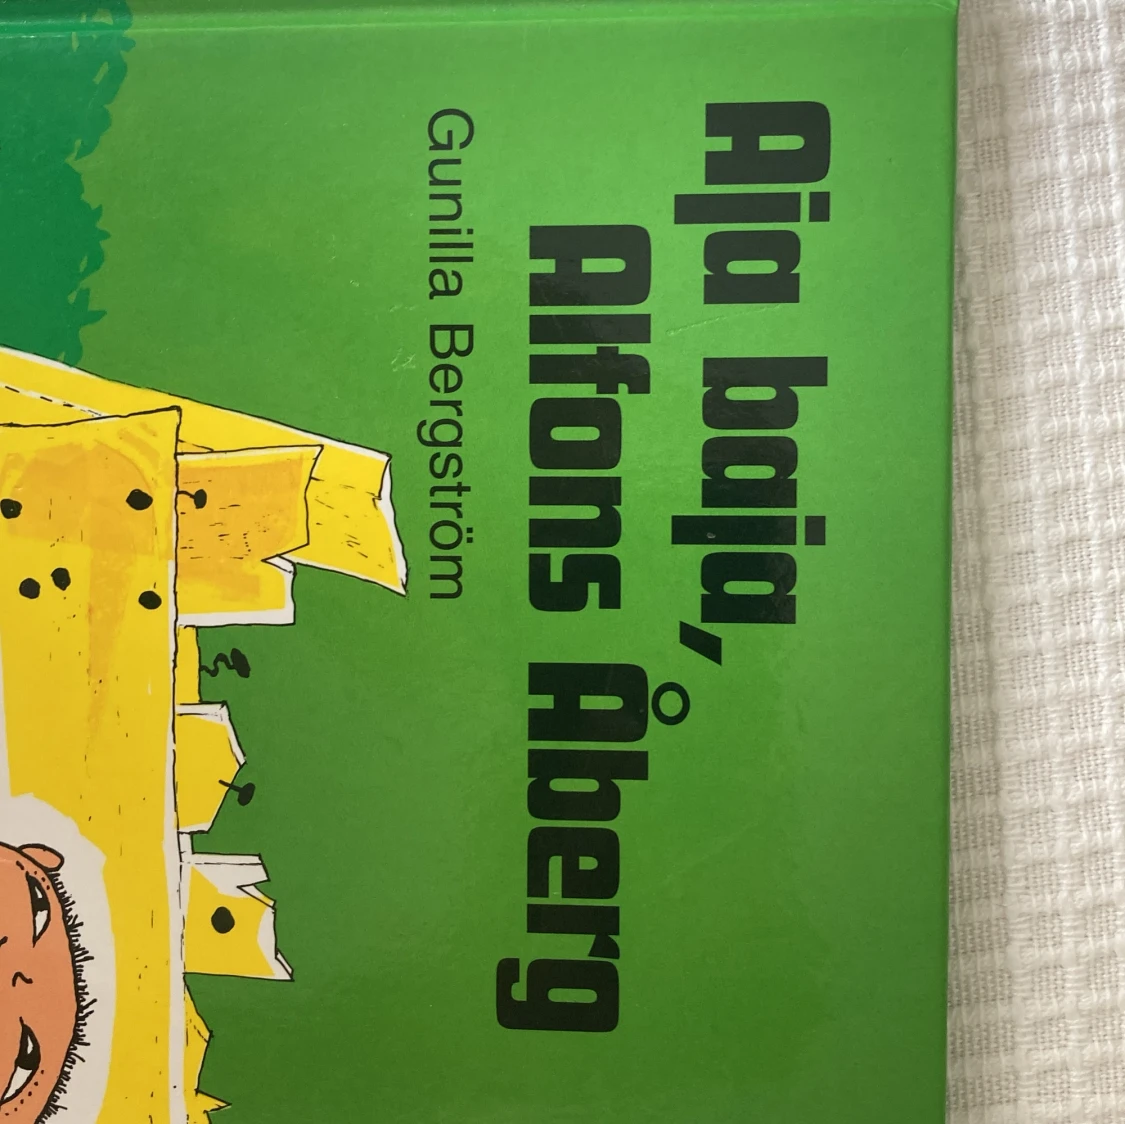 Aja baja,
Alfons Åberg
Gunilla Bergström